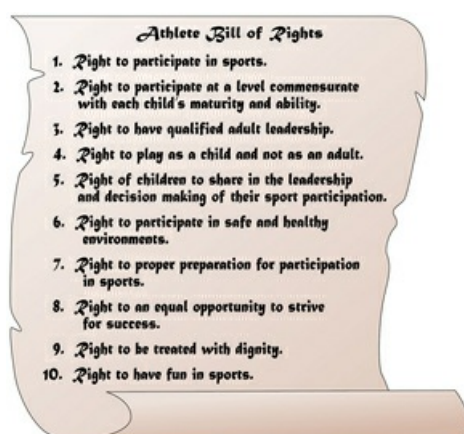 Athlete Bill of Rights
1. Right to participate in sports.
2. Right to participate at a level commensurate
with each child's maturity and ability.
3. Right to have qualified adult leadership.
4. Right to play as a child and not as an adult.
5. Right of children to share in the leadership
and decision making of their sport participation.
6. Right to participate in safe and healthy
environments.
7. Right to proper preparation for participation
in sports.
8. Right to an equal opportunity to strive
for success.
9. Right to be treated with dignity.
10. Right to have fun in sports.